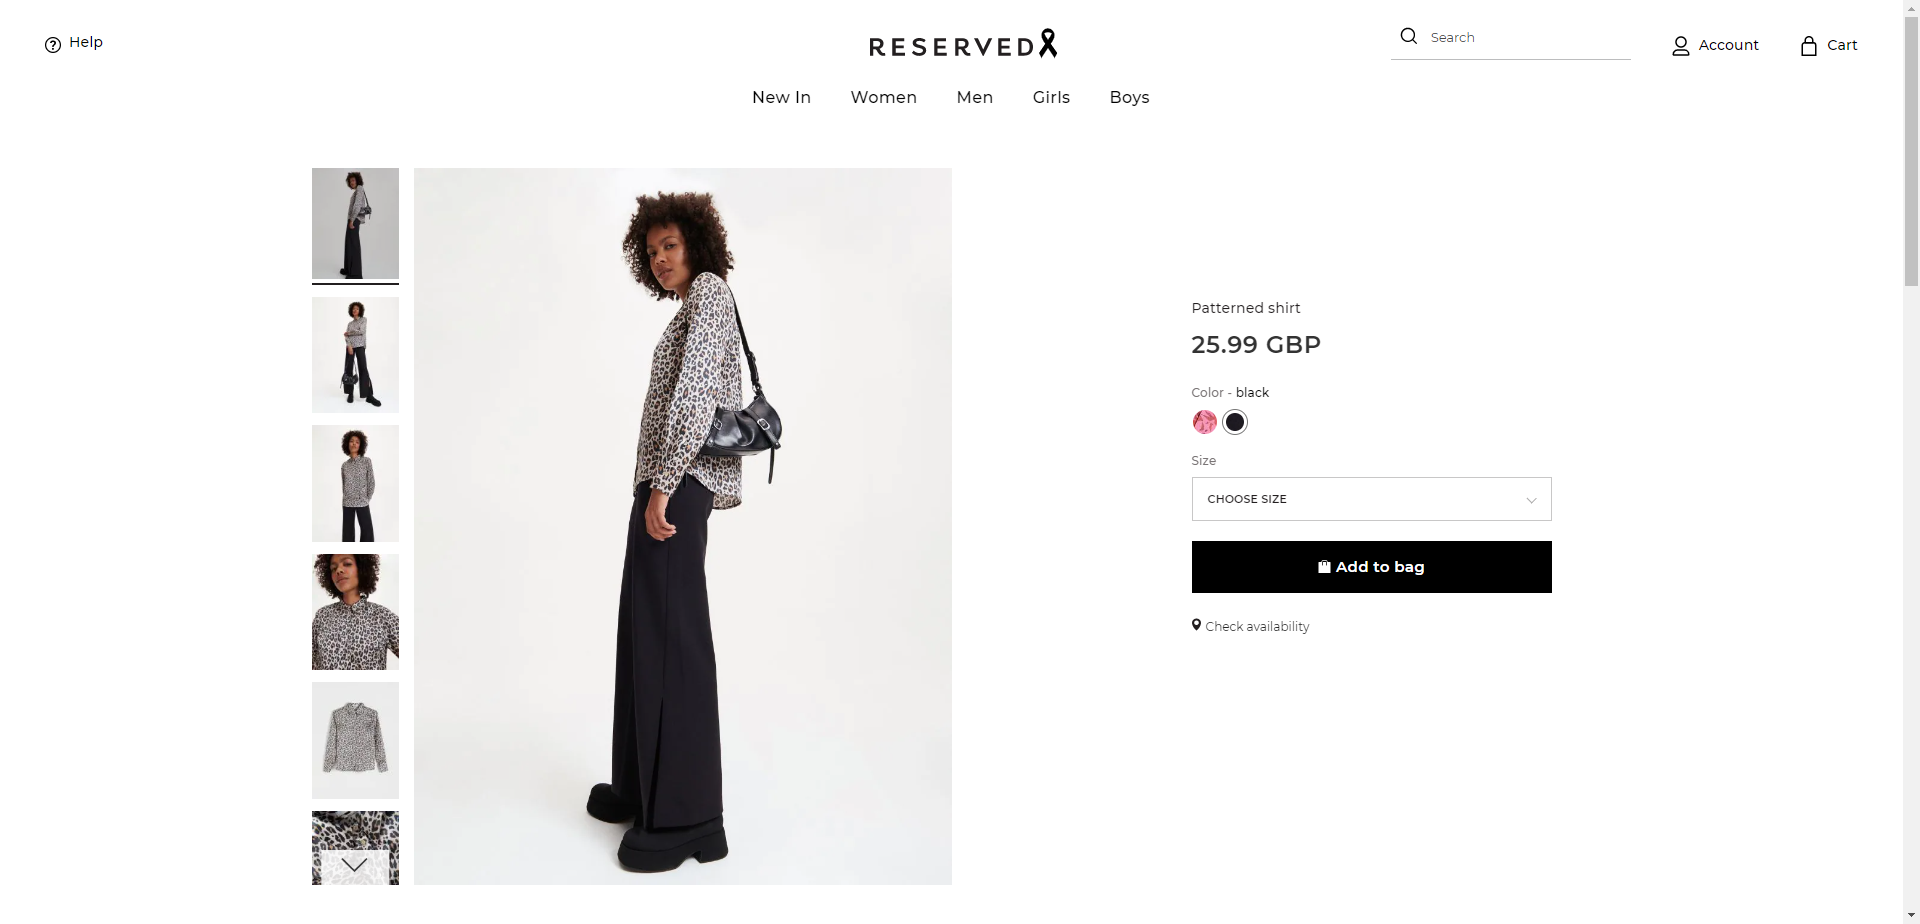 Help
RESERVED
Search
Account
Cart
New In
Women
Men
Girls
Boys
Patterned shirt
25.99 GBP
Color - black
Size
CHOOSE SIZE
Add to bag
Check availability